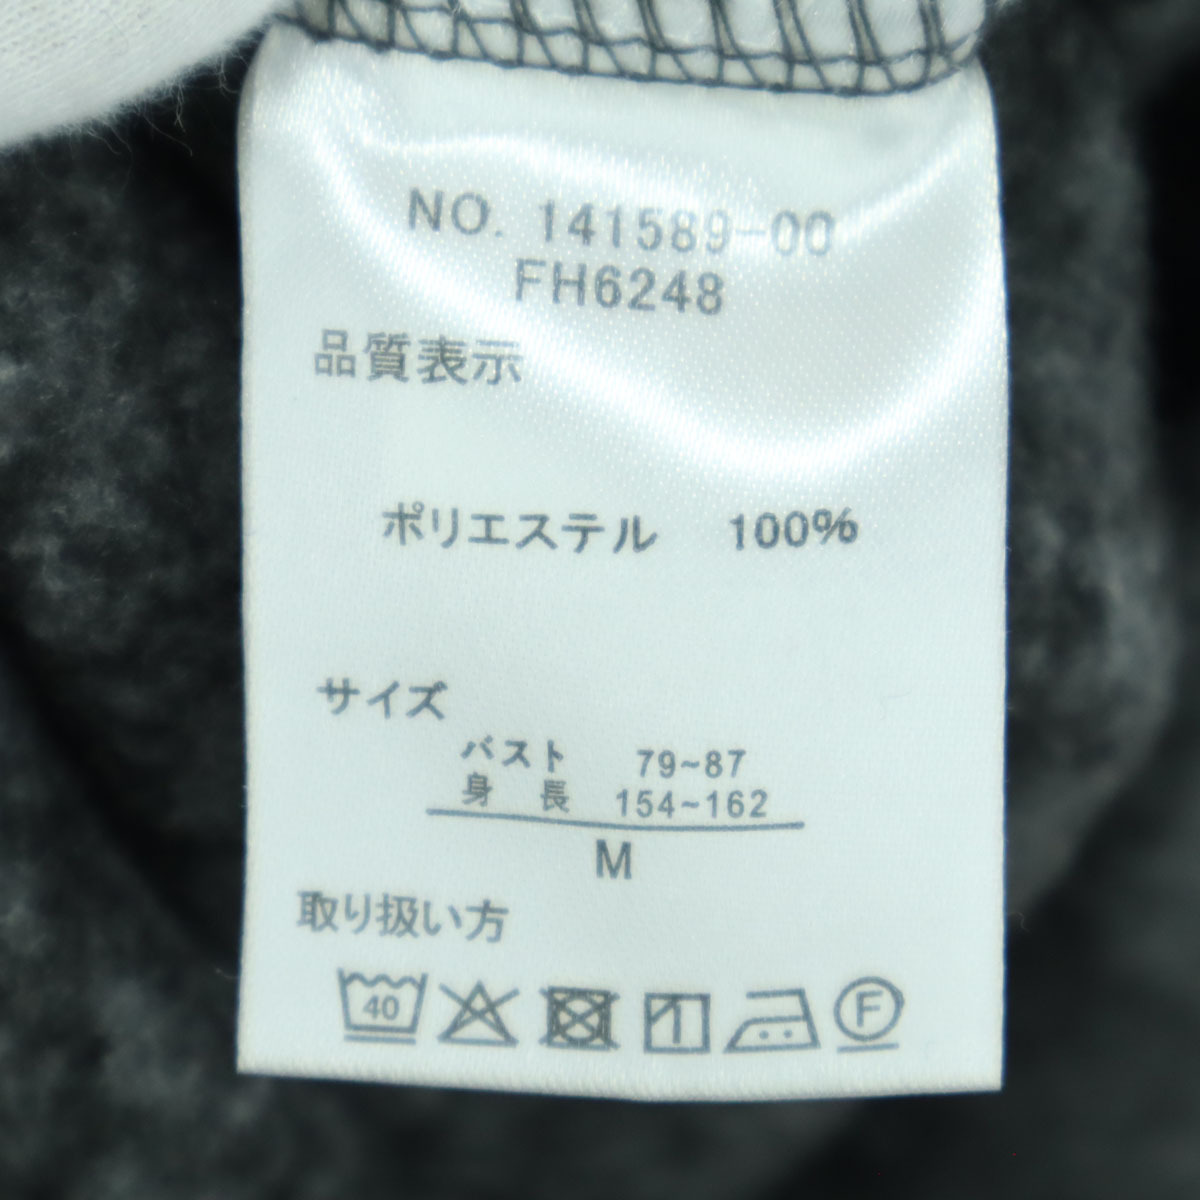 NO. 141589-00
FH6248
品質表示
ポリエステル 100%
サイズ
バスト 79~87
身 長 154~162
M
取り扱い方
40 F